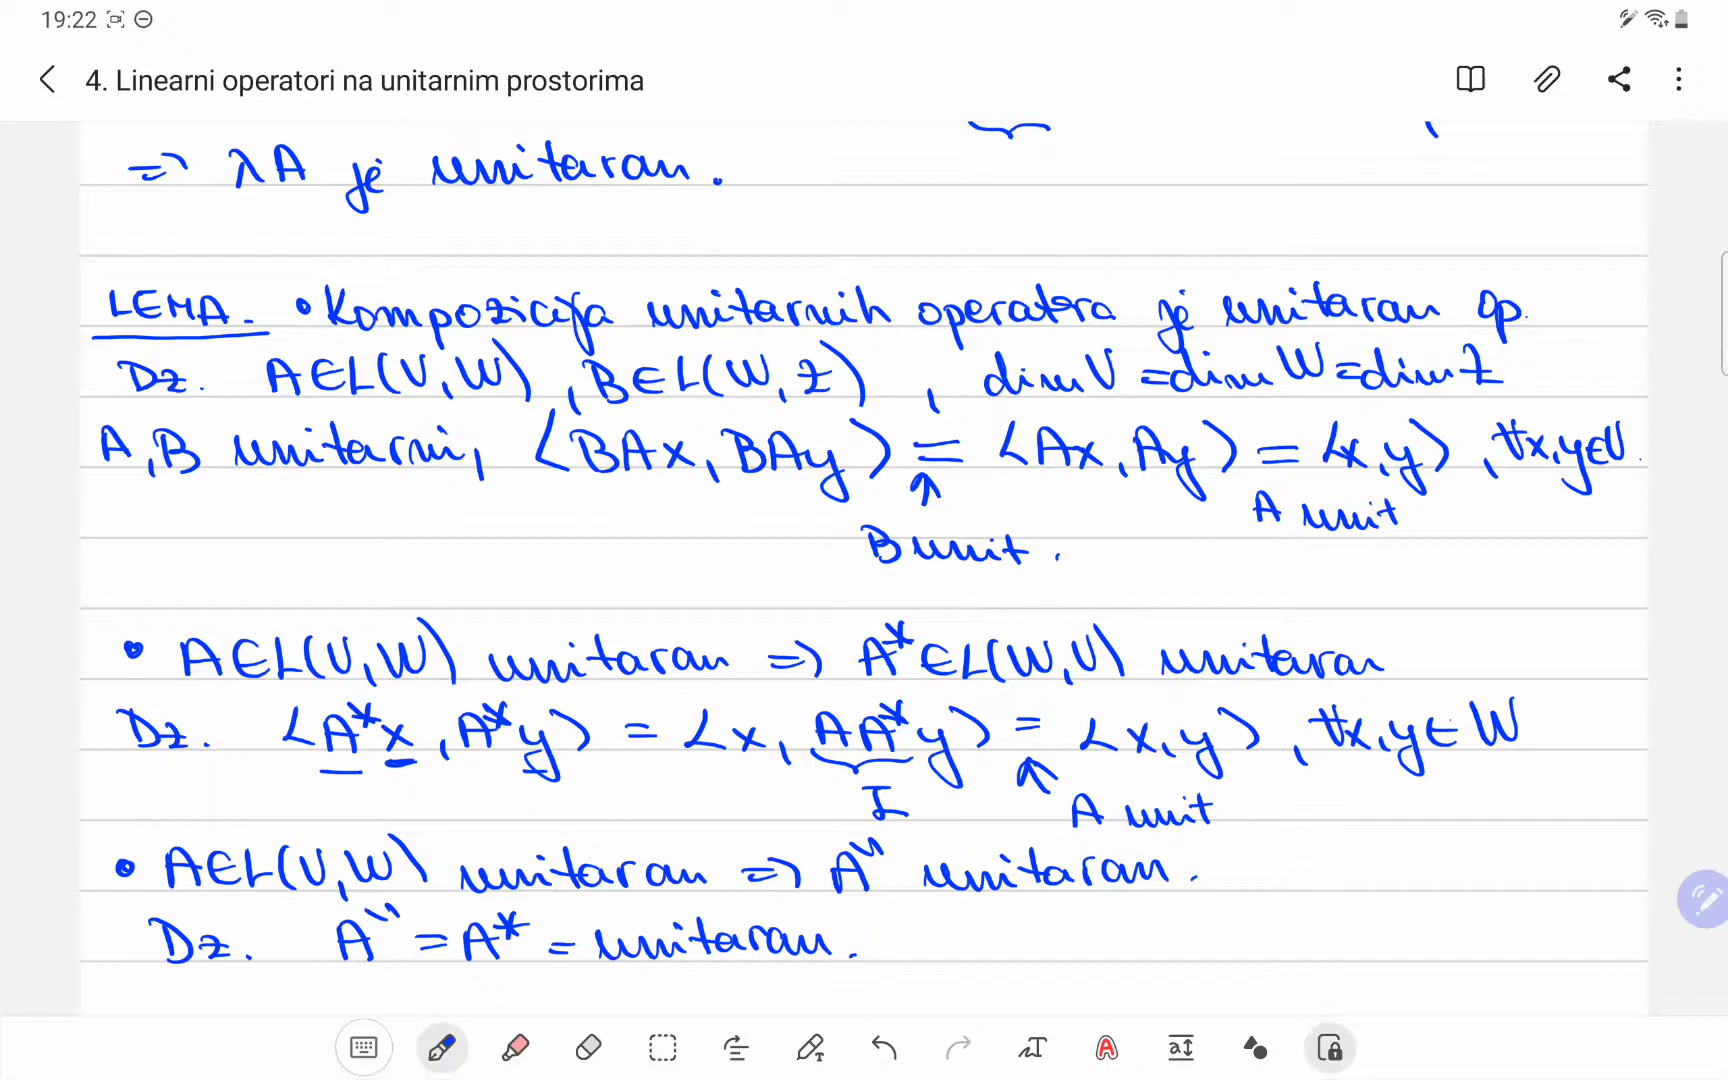 19:22
4. Linearni operatori na unitarnim prostorima
=> λA je unitaran.
LEMA. • Kompozicija unitarnih operatora je unitaran op.
Dz. A∈L(V,W), B∈L(W,Z), dimV=dimW=dimZ
A,B unitarni, <BAx, BAy> = <Ax, Ay> = <x,y>, ∀x,y∈V.
↑ A unit
B unit.
• A∈L(V,W) unitaran => A*∈L(W,V) unitaran
Dz. <A*x, A*y> = <x, AA*y> = <x,y>, ∀x,y∈W
I ↑ A unit
• A∈L(V,W) unitaran => A⁻¹ unitaran.
Dz. A⁻¹ = A* = unitaran.